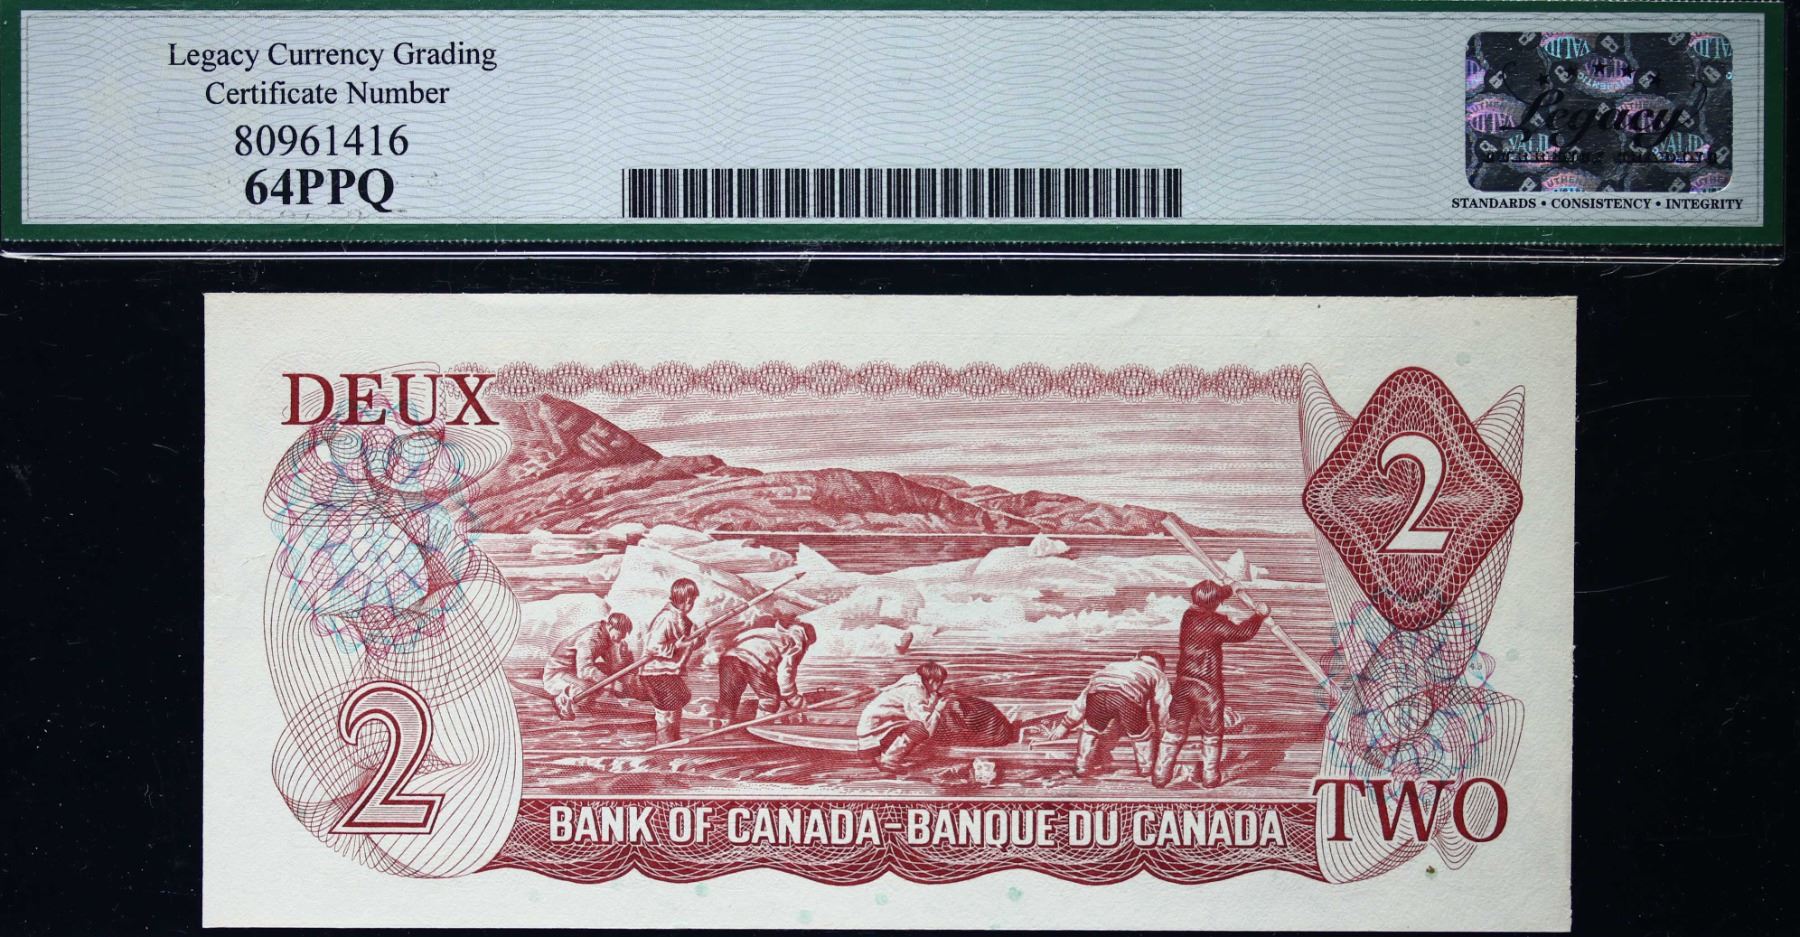 Legacy Currency Grading
Certificate Number
80961416
64PPQ
Legacy
STANDARDS • CONSISTENCY • INTEGRITY
DEUX
2
2
TWO
BANK OF CANADA-BANQUE DU CANADA